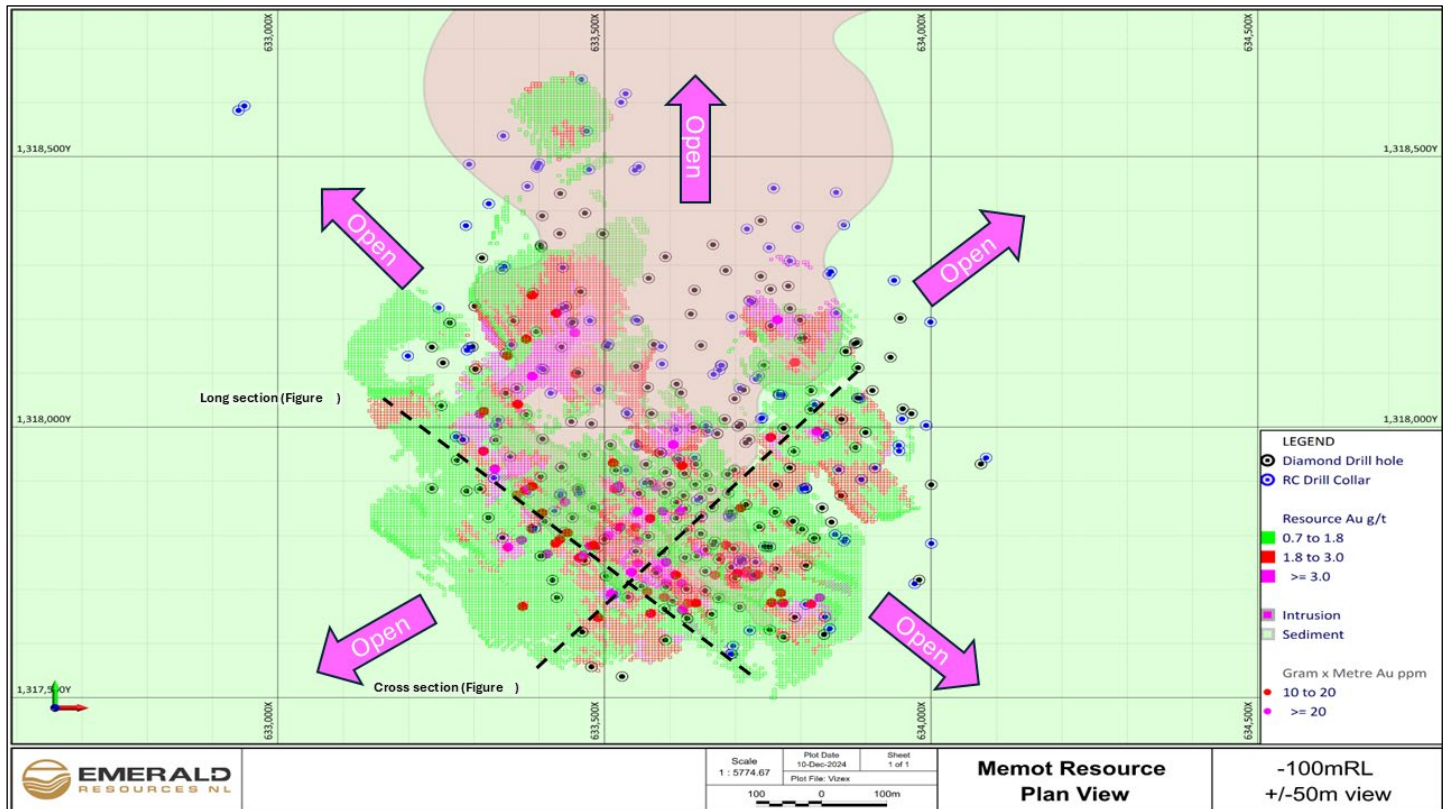 633,000X
633,500X
634,000X
634,500X
Open
1,318,500Y
1,318,500Y
Open
Open
Long section (Figure )
1,318,000Y
1,318,000Y
LEGEND
Diamond Drill hole
RC Drill Collar
Resource Au g/t
0.7 to 1.8
1.8 to 3.0
>= 3.0
Intrusion
Sediment
Gram x Metre Au ppm
10 to 20
>= 20
Open
Open
Cross section (Figure )
1,317,500Y
633,000X
633,500X
634,000X
634,500X
EMERALD
RESOURCES NL
Scale
1 : 5774.67
Plot Date
10-Dec-2024
Sheet
1 of 1
Plot File: Vizex
100 0 100m
Memot Resource
Plan View
-100mRL
+/-50m view